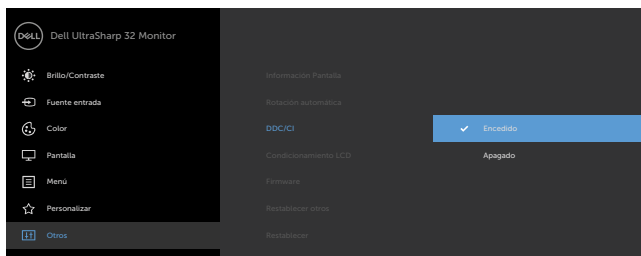 DELL Dell UltraSharp 32 Monitor
Brillo/Contraste
Fuente entrada
Color
Pantalla
Menú
Personalizar
Otros
Información Pantalla
Rotación automática
DDC/CI
Condicionamiento LCD
Firmware
Restablecer otros
Restablecer
Encedido
Apagado